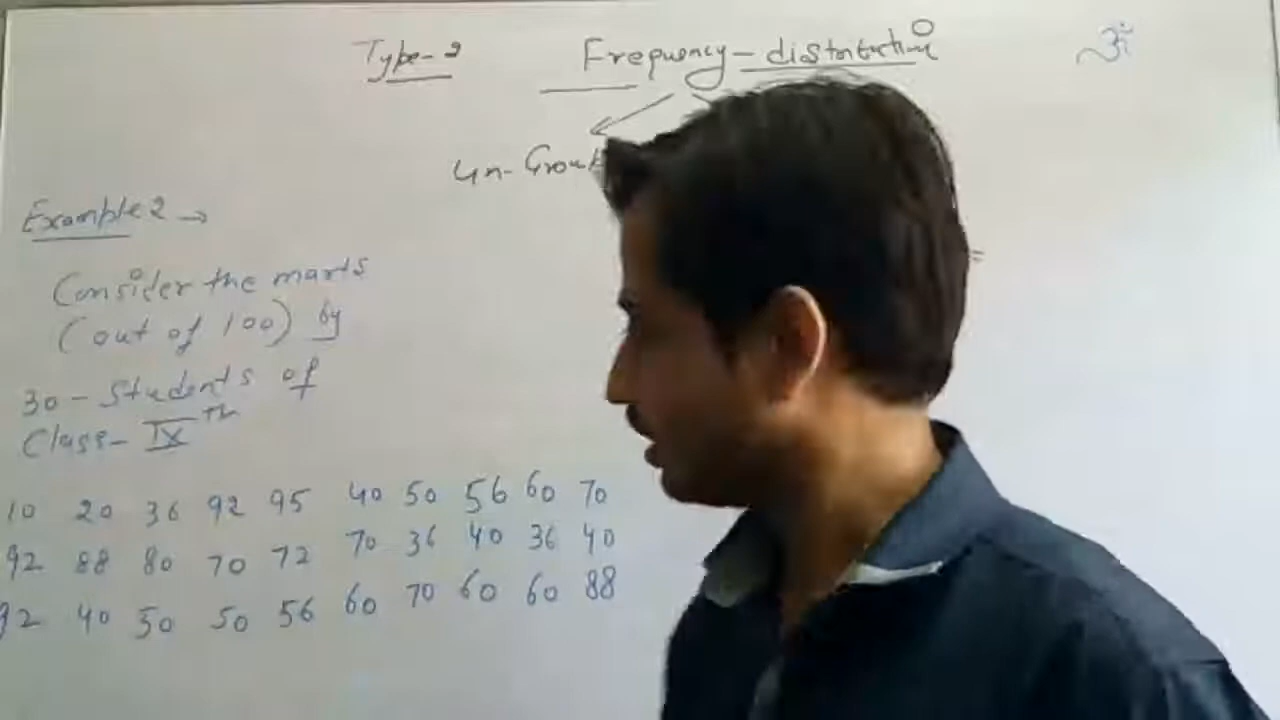 Type-2 Frequency-distribution ॐ
Un-Group
Example 2 →
Consider the marks
(out of 100) by
30-Students of
Class-IXth
10 20 36 92 95 40 50 56 60 70
92 88 80 70 72 70 36 40 36 40
92 40 50 50 56 60 70 60 60 88